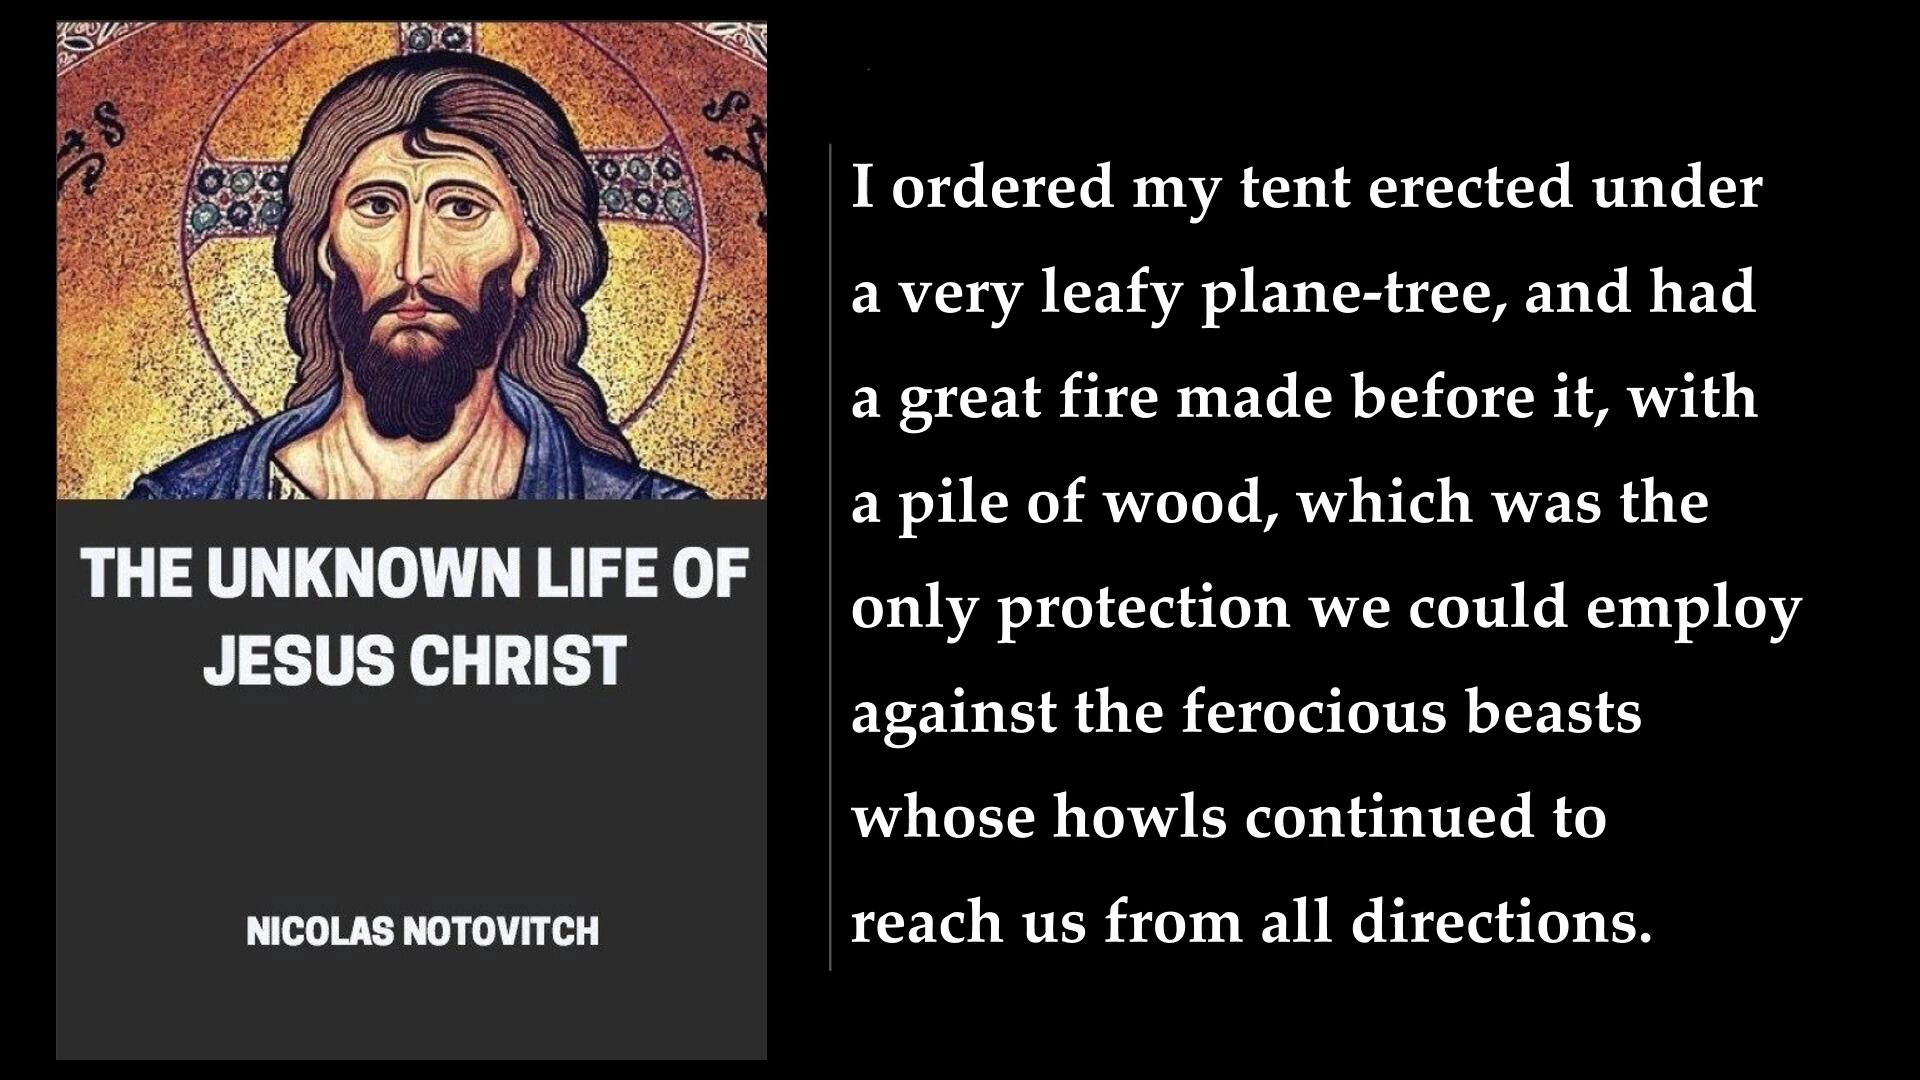 THE UNKNOWN LIFE OF
JESUS CHRIST
NICOLAS NOTOVITCH
I ordered my tent erected under
a very leafy plane-tree, and had
a great fire made before it, with
a pile of wood, which was the
only protection we could employ
against the ferocious beasts
whose howls continued to
reach us from all directions.